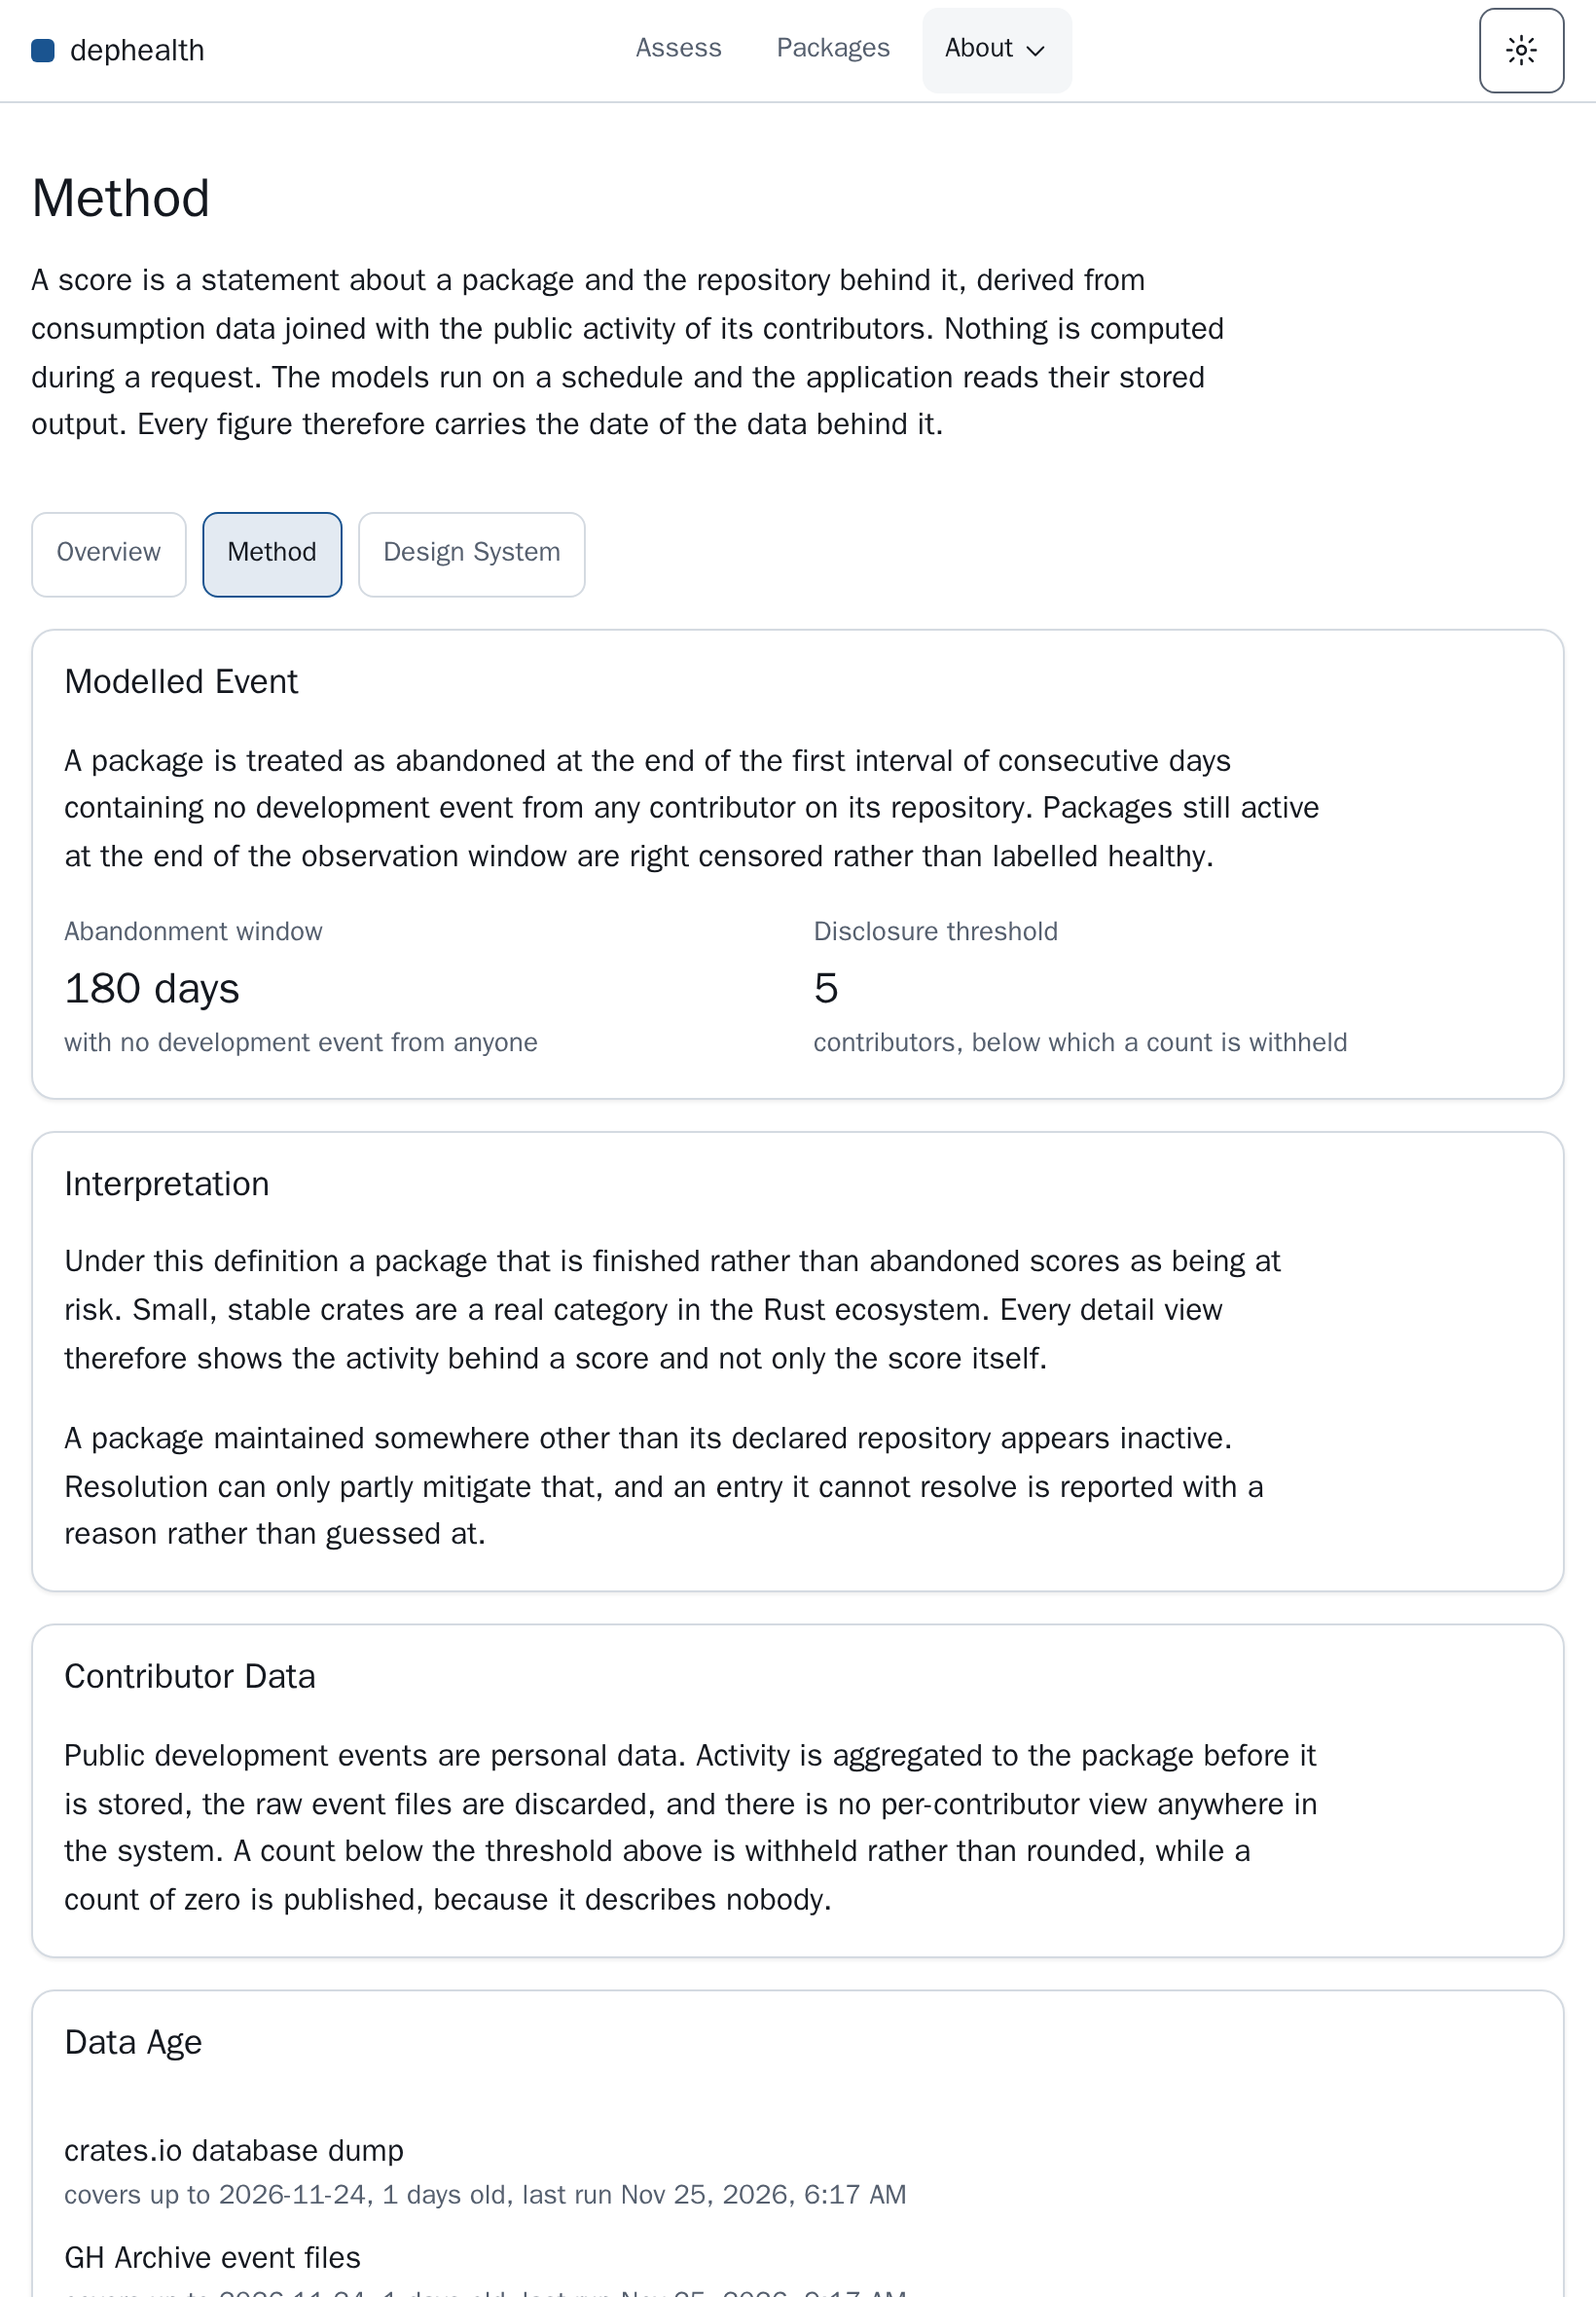 dephealth
Assess
Packages
About
Method
A score is a statement about a package and the repository behind it, derived from
consumption data joined with the public activity of its contributors. Nothing is computed
during a request. The models run on a schedule and the application reads their stored
output. Every figure therefore carries the date of the data behind it.
Overview
Method
Design System
Modelled Event
A package is treated as abandoned at the end of the first interval of consecutive days
containing no development event from any contributor on its repository. Packages still active
at the end of the observation window are right censored rather than labelled healthy.
Abandonment window
180 days
with no development event from anyone
Disclosure threshold
5
contributors, below which a count is withheld
Interpretation
Under this definition a package that is finished rather than abandoned scores as being at
risk. Small, stable crates are a real category in the Rust ecosystem. Every detail view
therefore shows the activity behind a score and not only the score itself.
A package maintained somewhere other than its declared repository appears inactive.
Resolution can only partly mitigate that, and an entry it cannot resolve is reported with a
reason rather than guessed at.
Contributor Data
Public development events are personal data. Activity is aggregated to the package before it
is stored, the raw event files are discarded, and there is no per-contributor view anywhere in
the system. A count below the threshold above is withheld rather than rounded, while a
count of zero is published, because it describes nobody.
Data Age
crates.io database dump
covers up to 2026-11-24, 1 days old, last run Nov 25, 2026, 6:17 AM
GH Archive event files